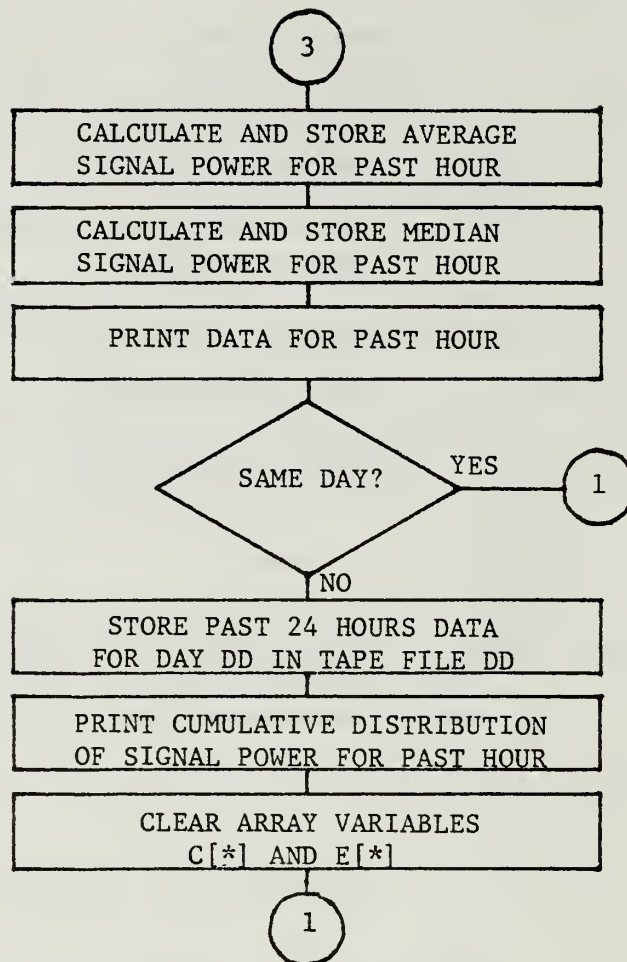 3
CALCULATE AND STORE AVERAGE
SIGNAL POWER FOR PAST HOUR
CALCULATE AND STORE MEDIAN
SIGNAL POWER FOR PAST HOUR
PRINT DATA FOR PAST HOUR
SAME DAY?
YES
1
NO
STORE PAST 24 HOURS DATA
FOR DAY DD IN TAPE FILE DD
PRINT CUMULATIVE DISTRIBUTION
OF SIGNAL POWER FOR PAST HOUR
CLEAR ARRAY VARIABLES
C[*] AND E[*]
1